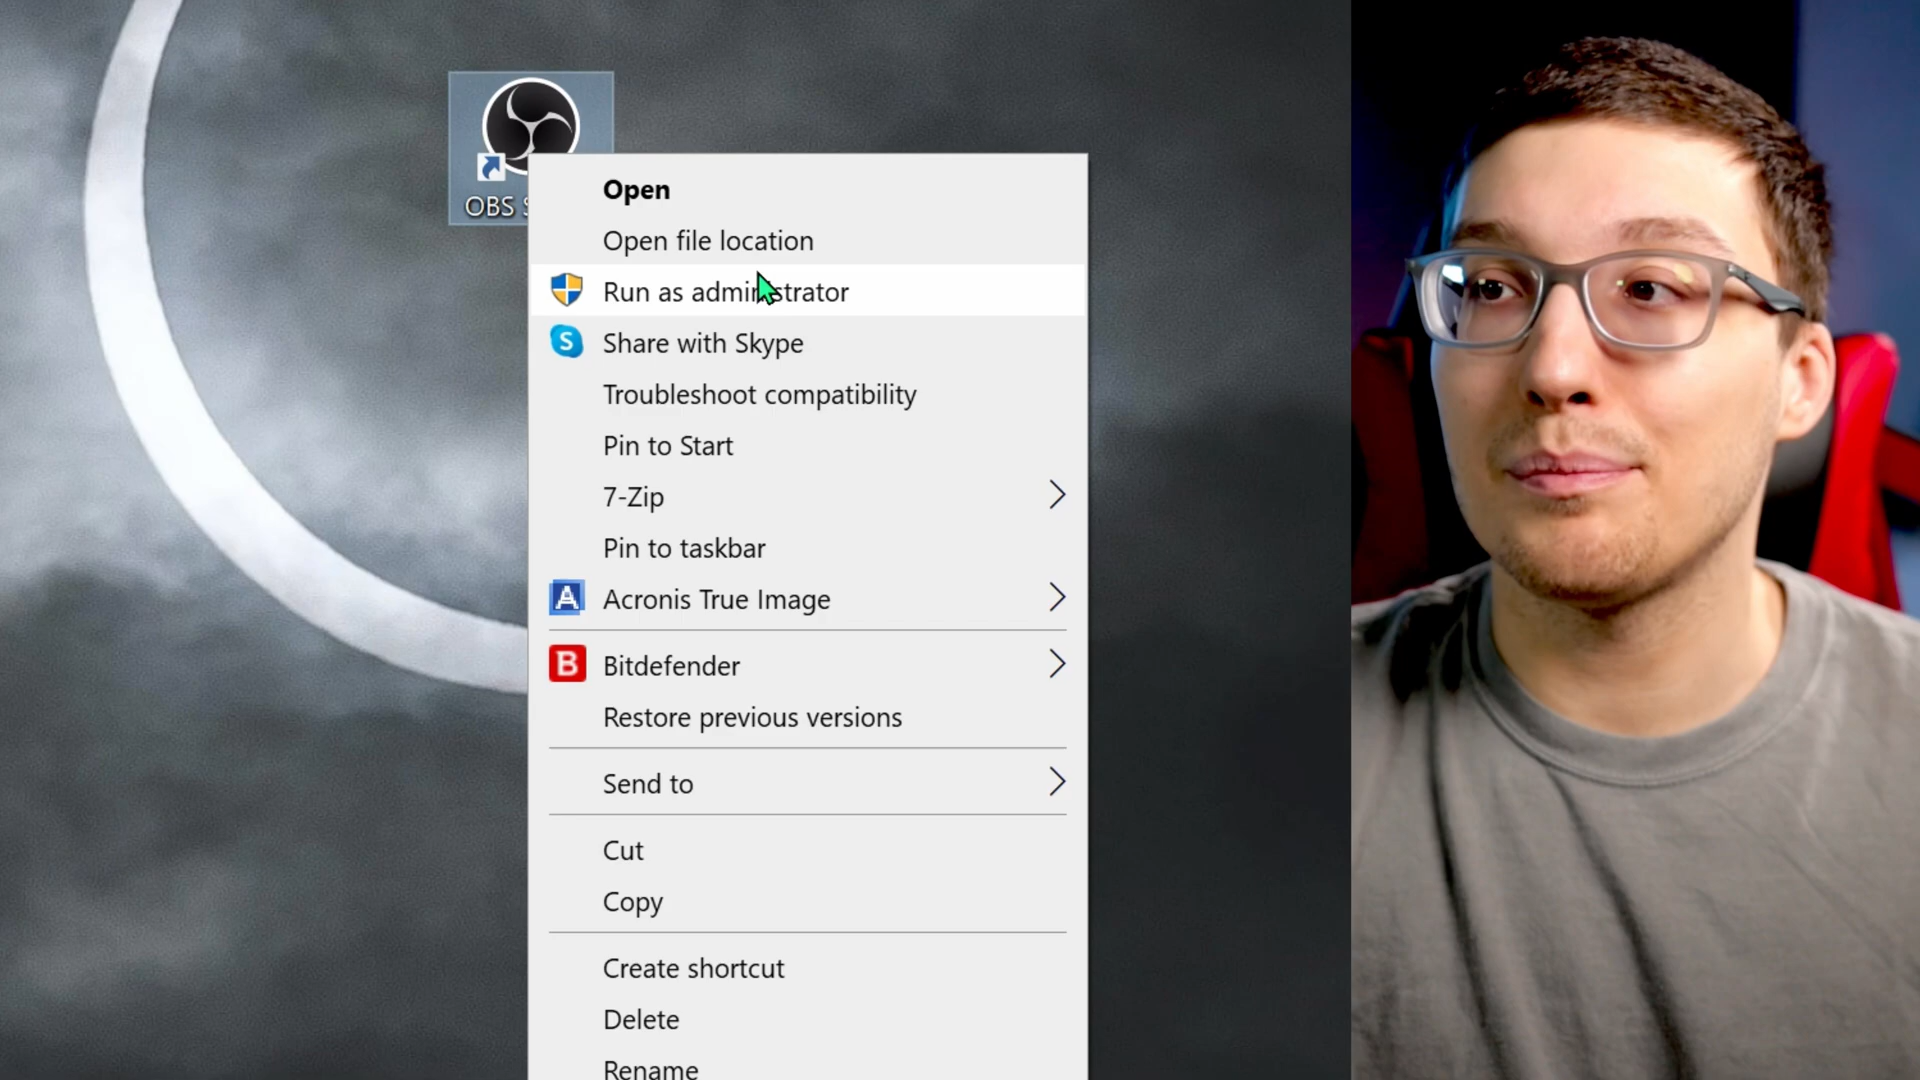 OBS S
Open
Open file location
Run as administrator
S
Share with Skype
Troubleshoot compatibility
Pin to Start
7-Zip
Pin to taskbar
A
Acronis True Image
B
Bitdefender
Restore previous versions
Send to
Cut
Copy
Create shortcut
Delete
Rename